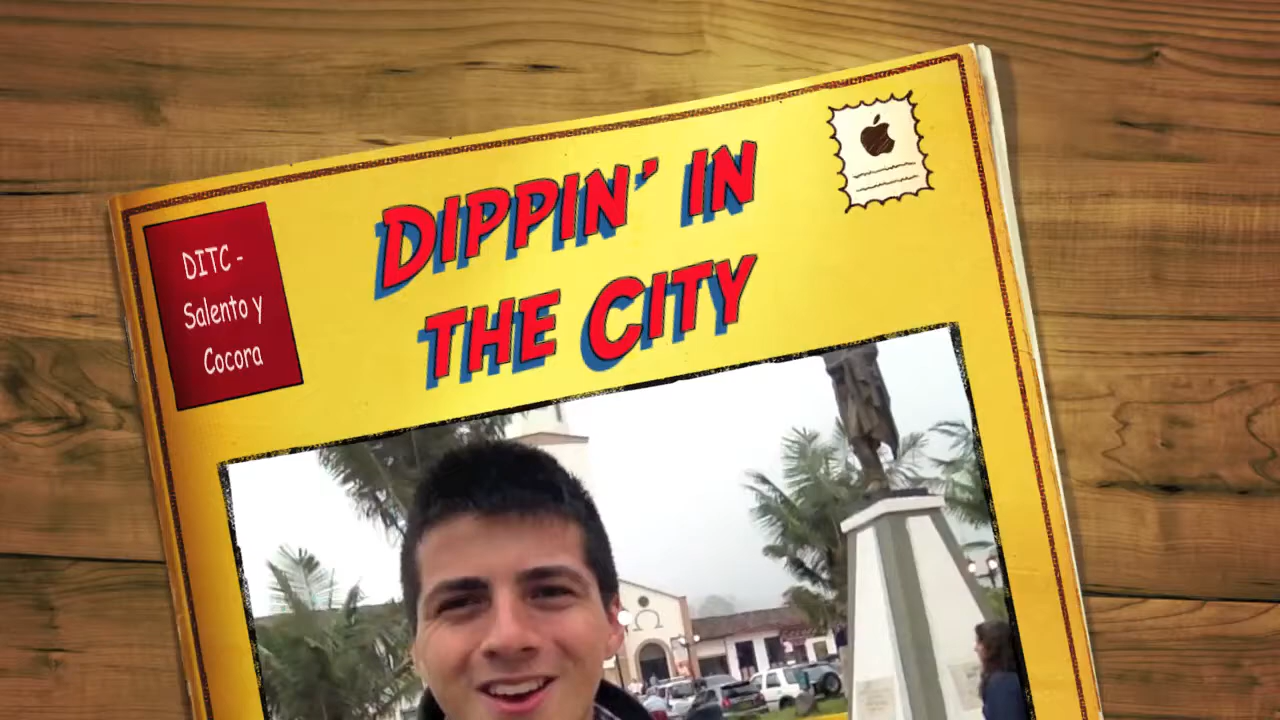 DITC -
Salento y
Cocora
DIPPIN' IN
THE CITY